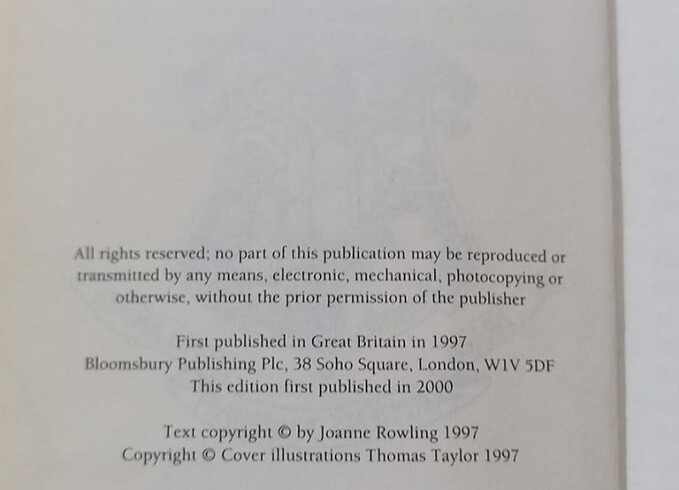 All rights reserved; no part of this publication may be reproduced or
transmitted by any means, electronic, mechanical, photocopying or
otherwise, without the prior permission of the publisher
First published in Great Britain in 1997
Bloomsbury Publishing Plc, 38 Soho Square, London, W1V 5DF
This edition first published in 2000
Text copyright © by Joanne Rowling 1997
Copyright © Cover illustrations Thomas Taylor 1997